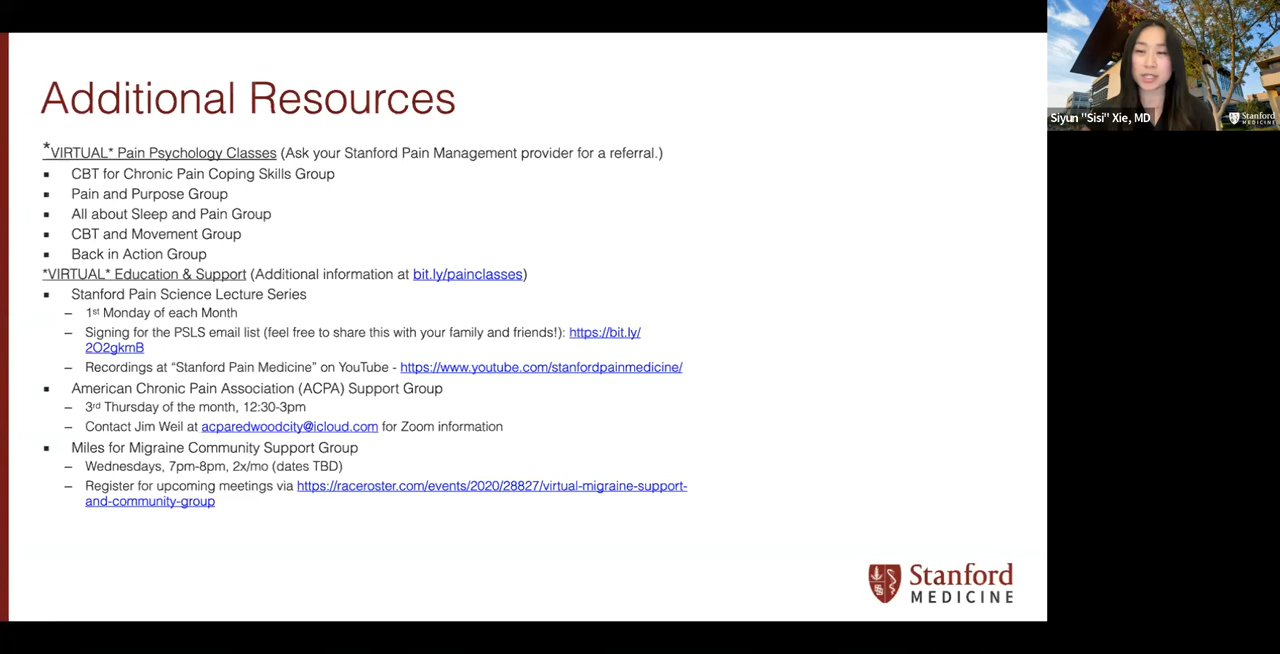 Additional Resources
*VIRTUAL* Pain Psychology Classes (Ask your Stanford Pain Management provider for a referral.)
▪ CBT for Chronic Pain Coping Skills Group
▪ Pain and Purpose Group
▪ All about Sleep and Pain Group
▪ CBT and Movement Group
▪ Back in Action Group
*VIRTUAL* Education & Support (Additional information at bit.ly/painclasses)
▪ Stanford Pain Science Lecture Series
– 1st Monday of each Month
– Signing for the PSLS email list (feel free to share this with your family and friends!): https://bit.ly/
2O2gkmB
– Recordings at “Stanford Pain Medicine” on YouTube - https://www.youtube.com/stanfordpainmedicine/
▪ American Chronic Pain Association (ACPA) Support Group
– 3rd Thursday of the month, 12:30-3pm
– Contact Jim Weil at acparedwoodcity@icloud.com for Zoom information
▪ Miles for Migraine Community Support Group
– Wednesdays, 7pm-8pm, 2x/mo (dates TBD)
– Register for upcoming meetings via https://raceroster.com/events/2020/28827/virtual-migraine-support-
and-community-group
Stanford
MEDICINE
Siyun "Sisi" Xie, MD
Stanford
MEDICINE